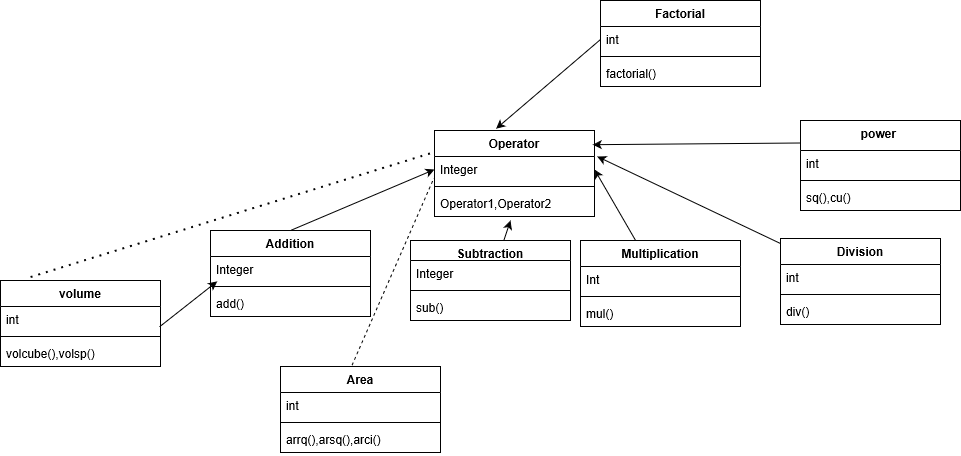 Factorial
int
factorial()
power
int
sq(),cu()
Operator
Integer
Operator1,Operator2
Addition
Integer
add()
Subtraction
Integer
sub()
Multiplication
Int
mul()
Division
int
div()
volume
int
volcube(),volsp()
Area
int
arrq(),arsq(),arci()